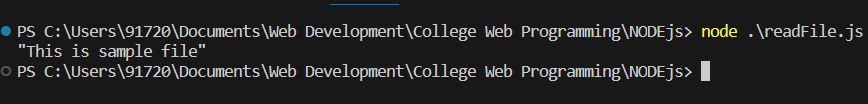 PS C:\Users\91720\Documents\Web Development\College Web Programming\NODEjs> node .\readFile.js
"This is sample file"
PS C:\Users\91720\Documents\Web Development\College Web Programming\NODEjs>